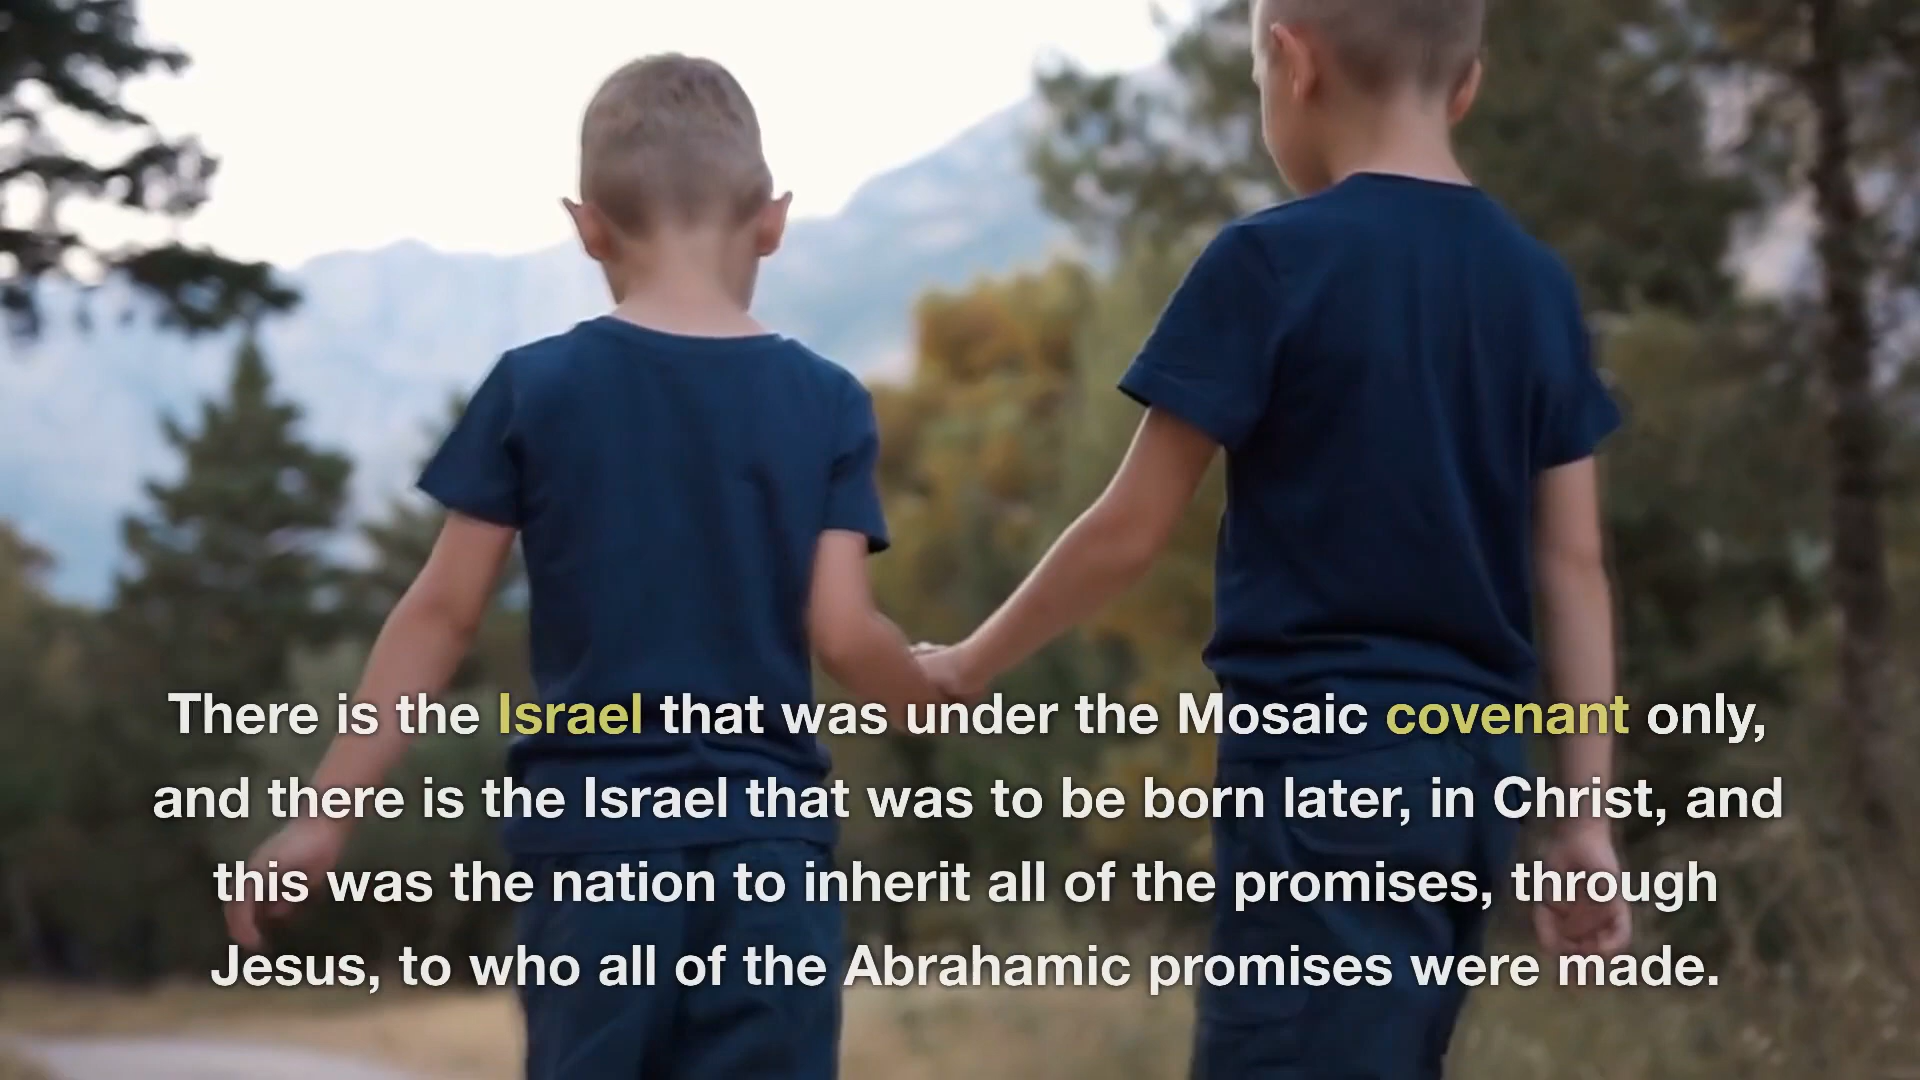 There is the Israel that was under the Mosaic covenant only,
and there is the Israel that was to be born later, in Christ, and
this was the nation to inherit all of the promises, through
Jesus, to who all of the Abrahamic promises were made.